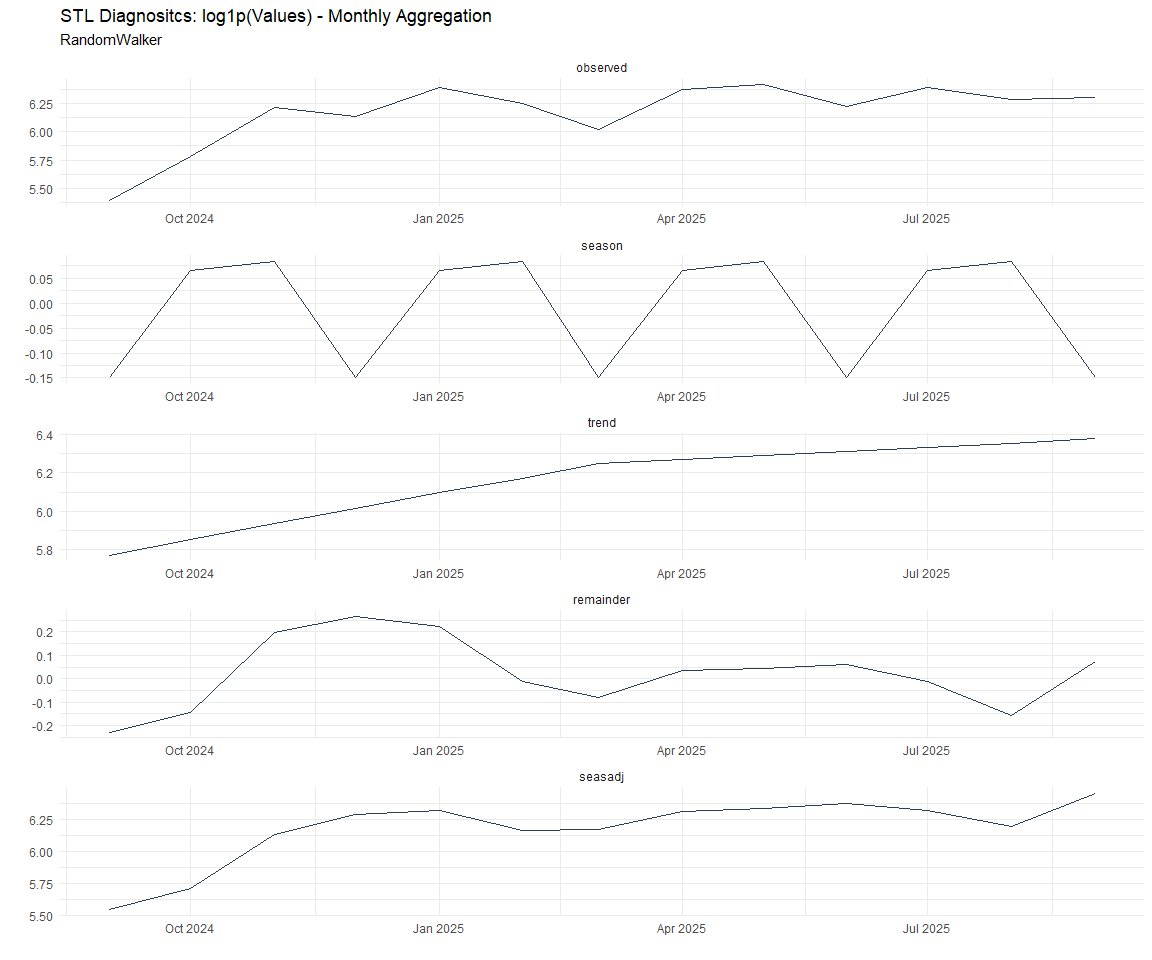 STL Diagnositcs: log1p(Values) - Monthly Aggregation
RandomWalker
observed
6.25
6.00
5.75
5.50
Oct 2024 Jan 2025 Apr 2025 Jul 2025
season
0.05
0.00
-0.05
-0.10
-0.15
Oct 2024 Jan 2025 Apr 2025 Jul 2025
trend
6.4
6.2
6.0
5.8
Oct 2024 Jan 2025 Apr 2025 Jul 2025
remainder
0.2
0.1
0.0
-0.1
-0.2
Oct 2024 Jan 2025 Apr 2025 Jul 2025
seasadj
6.25
6.00
5.75
5.50
Oct 2024 Jan 2025 Apr 2025 Jul 2025